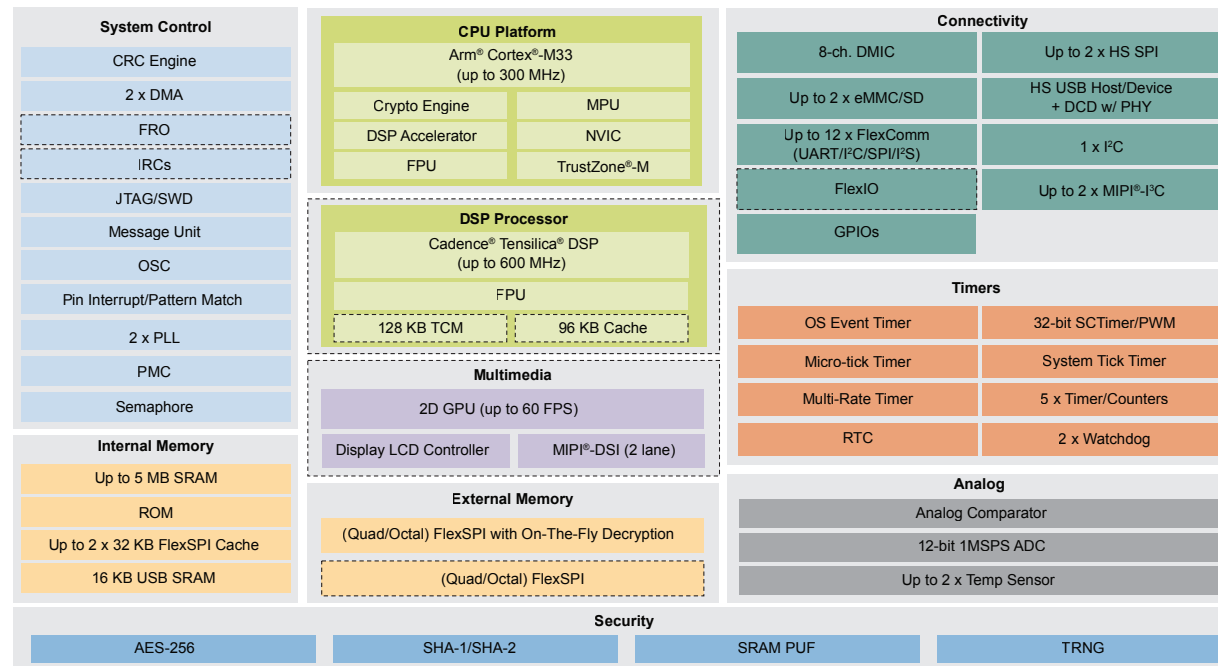 System Control
CRC Engine
2 x DMA
FRO
IRCs
JTAG/SWD
Message Unit
OSC
Pin Interrupt/Pattern Match
2 x PLL
PMC
Semaphore
Internal Memory
Up to 5 MB SRAM
ROM
Up to 2 x 32 KB FlexSPI Cache
16 KB USB SRAM
CPU Platform
Arm® Cortex®-M33
(up to 300 MHz)
Crypto Engine
MPU
DSP Accelerator
NVIC
FPU
TrustZone®-M
DSP Processor
Cadence® Tensilica® DSP
(up to 600 MHz)
FPU
128 KB TCM
96 KB Cache
Multimedia
2D GPU (up to 60 FPS)
Display LCD Controller
MIPI®-DSI (2 lane)
External Memory
(Quad/Octal) FlexSPI with On-The-Fly Decryption
(Quad/Octal) FlexSPI
Connectivity
8-ch. DMIC
Up to 2 x HS SPI
Up to 2 x eMMC/SD
HS USB Host/Device
+ DCD w/ PHY
Up to 12 x FlexComm
(UART/I²C/SPI/I²S)
1 x I²C
FlexIO
Up to 2 x MIPI®-I³C
GPIOs
Timers
OS Event Timer
32-bit SCTimer/PWM
Micro-tick Timer
System Tick Timer
Multi-Rate Timer
5 x Timer/Counters
RTC
2 x Watchdog
Analog
Analog Comparator
12-bit 1MSPS ADC
Up to 2 x Temp Sensor
Security
AES-256
SHA-1/SHA-2
SRAM PUF
TRNG